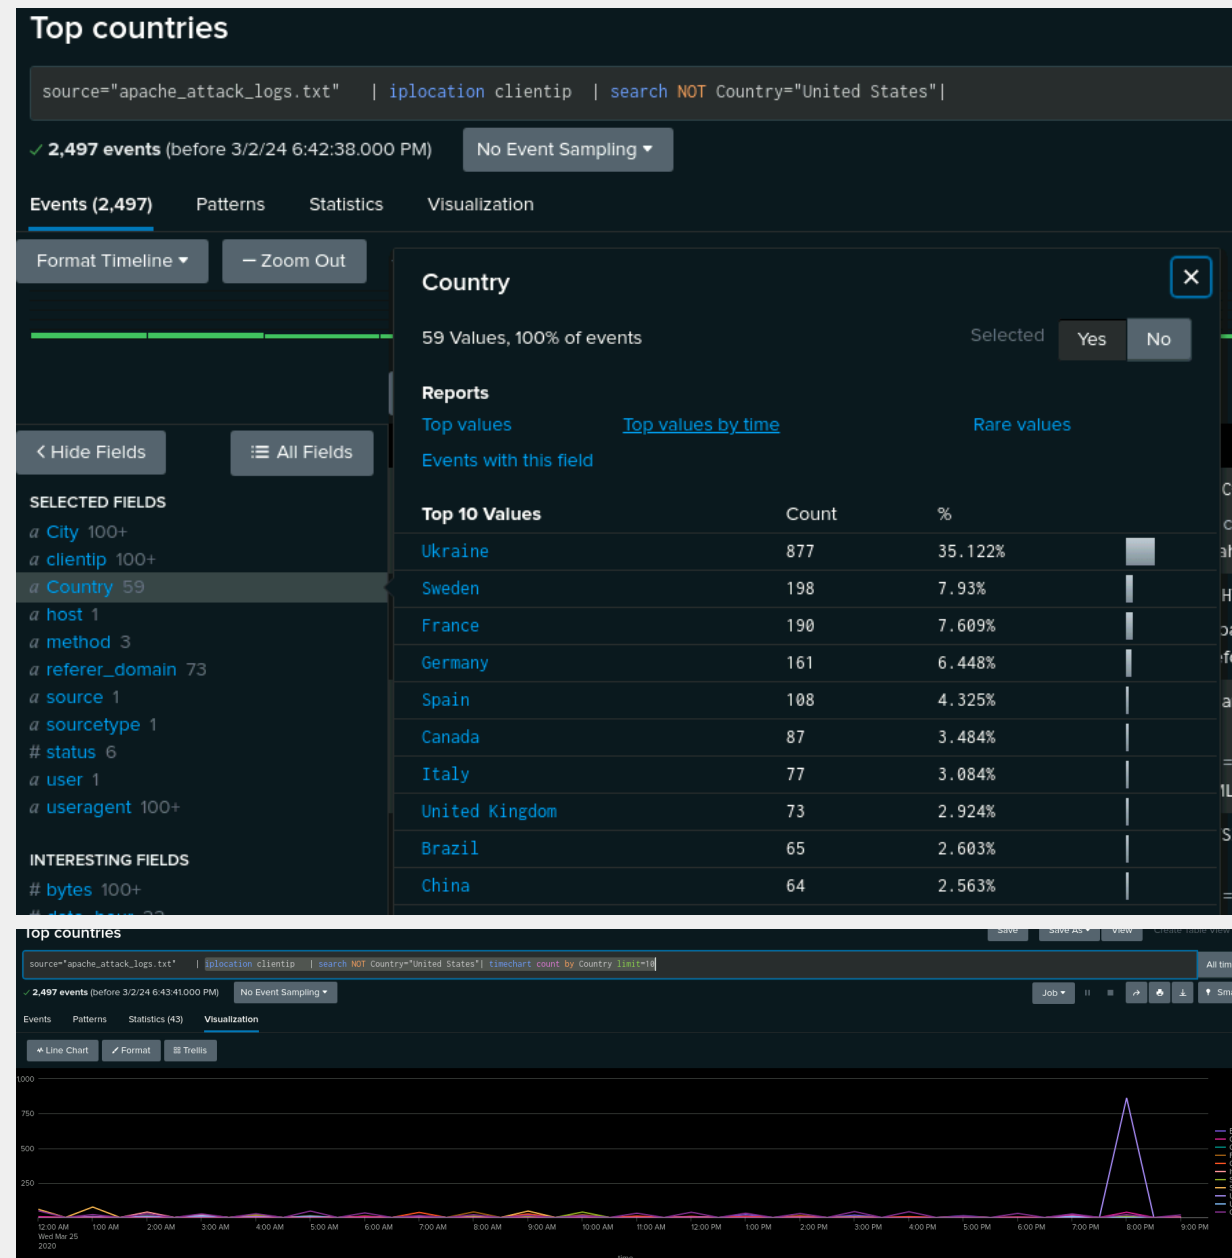 Top countries
source="apache_attack_logs.txt" | iplocation clientip | search NOT Country="United States"|
✓ 2,497 events (before 3/2/24 6:42:38.000 PM) No Event Sampling
Events (2,497) Patterns Statistics Visualization
Format Timeline — Zoom Out
Country
59 Values, 100% of events Selected Yes No
Reports
Top values Top values by time Rare values
Events with this field
Top 10 Values Count %
Ukraine 877 35.122%
Sweden 198 7.93%
France 190 7.609%
Germany 161 6.448%
Spain 108 4.325%
Canada 87 3.484%
Italy 77 3.084%
United Kingdom 73 2.924%
Brazil 65 2.603%
China 64 2.563%
< Hide Fields All Fields
SELECTED FIELDS
a City 100+
a clientip 100+
a Country 59
a host 1
a method 3
a referer_domain 73
a source 1
a sourcetype 1
# status 6
a user 1
a useragent 100+
INTERESTING FIELDS
# bytes 100+
Top countries Save Save As View Create Table View
source="apache_attack_logs.txt" | iplocation clientip | search NOT Country="United States"| timechart count by Country limit=10 All tim
✓ 2,497 events (before 3/2/24 6:43:41.000 PM) No Event Sampling Job Sma
Events Patterns Statistics (43) Visualization
Line Chart Format Trellis
1,000
750
500
250
12:00 AM 1:00 AM 2:00 AM 3:00 AM 4:00 AM 5:00 AM 6:00 AM 7:00 AM 8:00 AM 9:00 AM 10:00 AM 11:00 AM 12:00 PM 1:00 PM 2:00 PM 3:00 PM 4:00 PM 5:00 PM 6:00 PM 7:00 PM 8:00 PM 9:00 PM
Wed Mar 25
2020